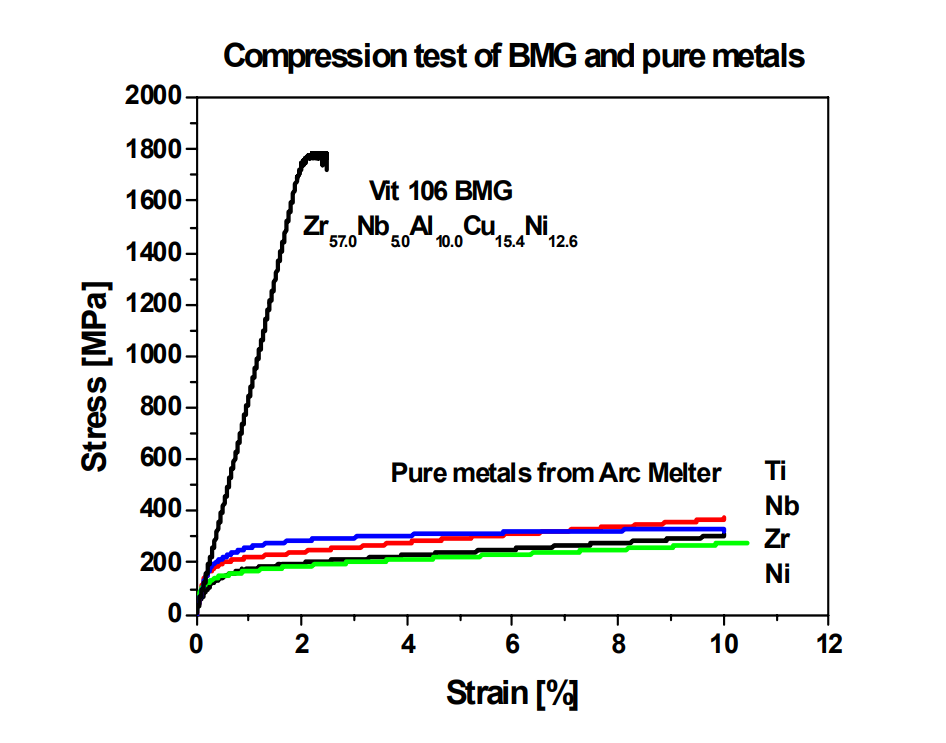 Compression test of BMG and pure metals
2000
1800
1600
1400
1200
1000
800
600
400
200
0
Stress [MPa]
Vit 106 BMG
Zr57.0Nb5.0Al10.0Cu15.4Ni12.6
Pure metals from Arc Melter
Ti
Nb
Zr
Ni
0 2 4 6 8 10 12
Strain [%]